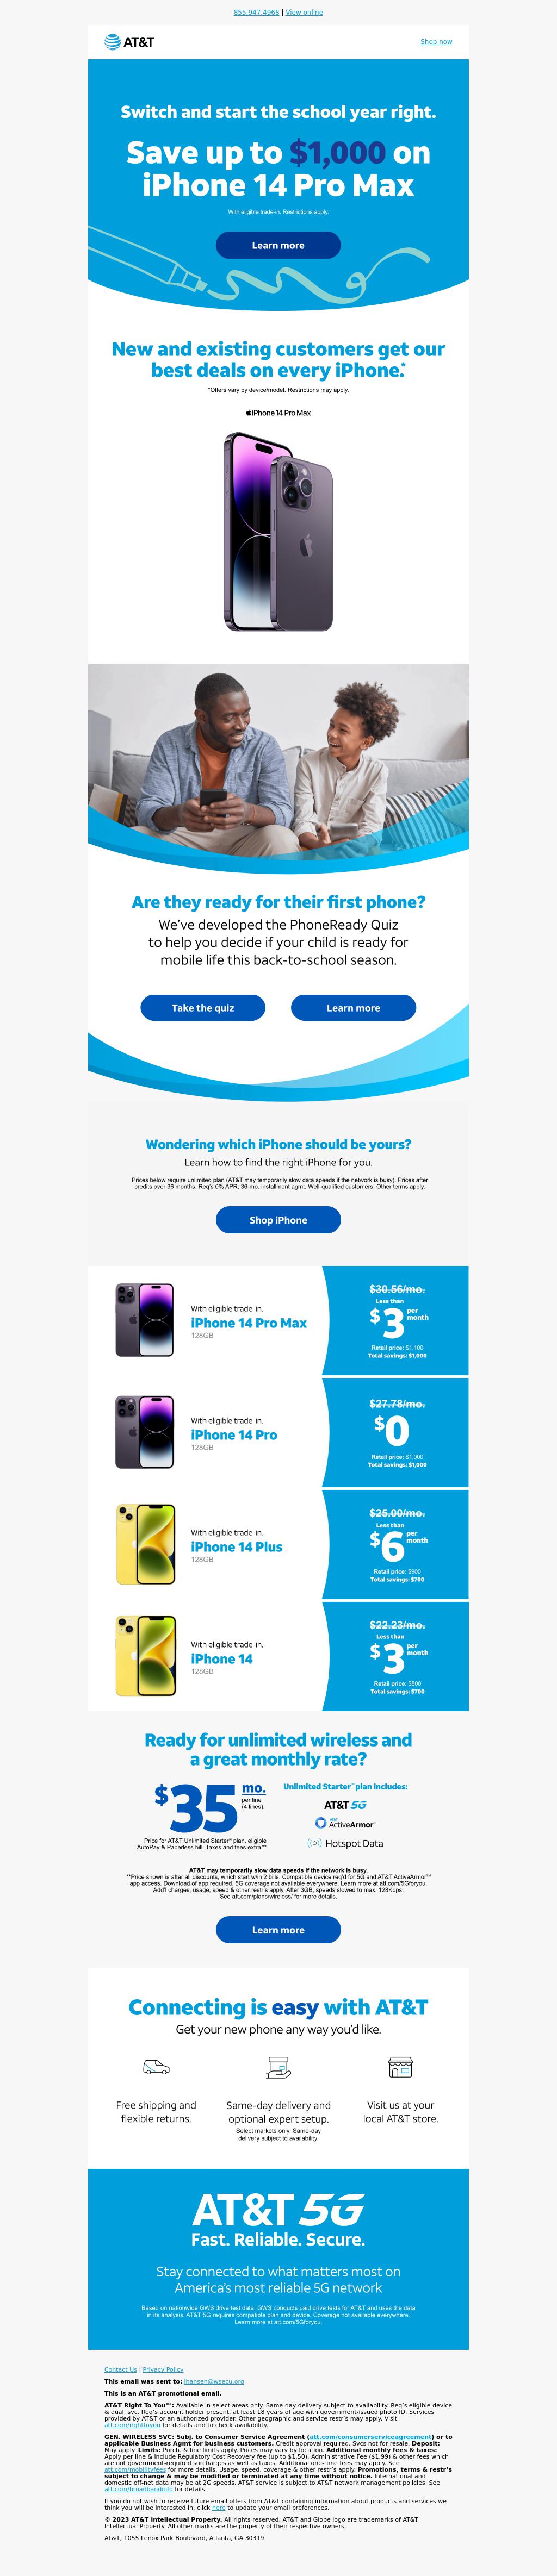 855.947.4968 | View online
AT&T
Shop now
Switch and start the school year right.
Save up to $1,000 on
iPhone 14 Pro Max
With eligible trade-in. Restrictions apply.
Learn more
New and existing customers get our
best deals on every iPhone.*
*Offers vary by device/model. Restrictions may apply.
iPhone 14 Pro Max
Are they ready for their first phone?
We've developed the PhoneReady Quiz
to help you decide if your child is ready for
mobile life this back-to-school season.
Take the quiz
Learn more
Wondering which iPhone should be yours?
Learn how to find the right iPhone for you.
Prices below require unlimited plan (AT&T may temporarily slow data speeds if the network is busy). Prices after
credits over 36 months. Req's 0% APR, 36-mo. installment agmt. Well-qualified customers. Other terms apply.
Shop iPhone
With eligible trade-in.
iPhone 14 Pro Max
128GB
$30.56/mo.
Less than
$3 per month
Retail price: $1,100
Total savings: $1,000
With eligible trade-in.
iPhone 14 Pro
128GB
$27.78/mo.
$0
Retail price: $1,000
Total savings: $1,000
With eligible trade-in.
iPhone 14 Plus
128GB
$25.00/mo.
Less than
$6 per month
Retail price: $900
Total savings: $700
With eligible trade-in.
iPhone 14
128GB
$22.23/mo.
Less than
$3 per month
Retail price: $800
Total savings: $700
Ready for unlimited wireless and
a great monthly rate?
$35 mo.
per line
(4 lines).
Price for AT&T Unlimited Starter® plan, eligible
AutoPay & Paperless bill. Taxes and fees extra.**
Unlimited Starter℠ plan includes:
AT&T 5G
AT&T ActiveArmor℠
Hotspot Data
AT&T may temporarily slow data speeds if the network is busy.
**Price shown is after all discounts, which start w/in 2 bills. Compatible device req'd for 5G and AT&T ActiveArmor℠
app access. Download of app required. 5G coverage not available everywhere. Learn more at att.com/5Gforyou.
Add'l charges, usage, speed & other restr's apply. After 3GB, speeds slowed to max. 128Kbps.
See att.com/plans/wireless/ for more details.
Learn more
Connecting is easy with AT&T
Get your new phone any way you'd like.
Free shipping and
flexible returns.
Same-day delivery and
optional expert setup.
Select markets only. Same-day
delivery subject to availability.
Visit us at your
local AT&T store.
AT&T 5G
Fast. Reliable. Secure.
Stay connected to what matters most on
America's most reliable 5G network
Based on nationwide GWS drive test data. GWS conducts paid drive tests for AT&T and uses the data
in its analysis. AT&T 5G requires compatible plan and device. Coverage not available everywhere.
Learn more at att.com/5Gforyou.
Contact Us | Privacy Policy
This email was sent to: jhansen@wsecu.org
This is an AT&T promotional email.
AT&T Right To You℠: Available in select areas only. Same-day delivery subject to availability. Req's eligible device
& qual. svc. Req's account holder present, at least 18 years of age with government-issued photo ID. Services
provided by AT&T or an authorized provider. Other geographic and service restr's may apply. Visit
att.com/righttoyou for details and to check availability.
GEN. WIRELESS SVC: Subj. to Consumer Service Agreement (att.com/consumerserviceagreement) or to
applicable Business Agmt for business customers. Credit approval required. Svcs not for resale. Deposit:
May apply. Limits: Purch. & line limits apply. Prices may vary by location. Additional monthly fees & taxes:
Apply per line & include Regulatory Cost Recovery fee (up to $1.50), Administrative Fee ($1.99) & other fees which
are not government-required surcharges as well as taxes. Additional one-time fees may apply. See
att.com/mobilityfees for more details. Usage, speed, coverage & other restr's apply. Promotions, terms & restr's
subject to change & may be modified or terminated at any time without notice. International and
domestic off-net data may be at 2G speeds. AT&T service is subject to AT&T network management policies. See
att.com/broadbandinfo for details.
If you do not wish to receive future email offers from AT&T containing information about products and services we
think you will be interested in, click here to update your email preferences.
© 2023 AT&T Intellectual Property. All rights reserved. AT&T and Globe logo are trademarks of AT&T
Intellectual Property. All other marks are the property of their respective owners.
AT&T, 1055 Lenox Park Boulevard, Atlanta, GA 30319